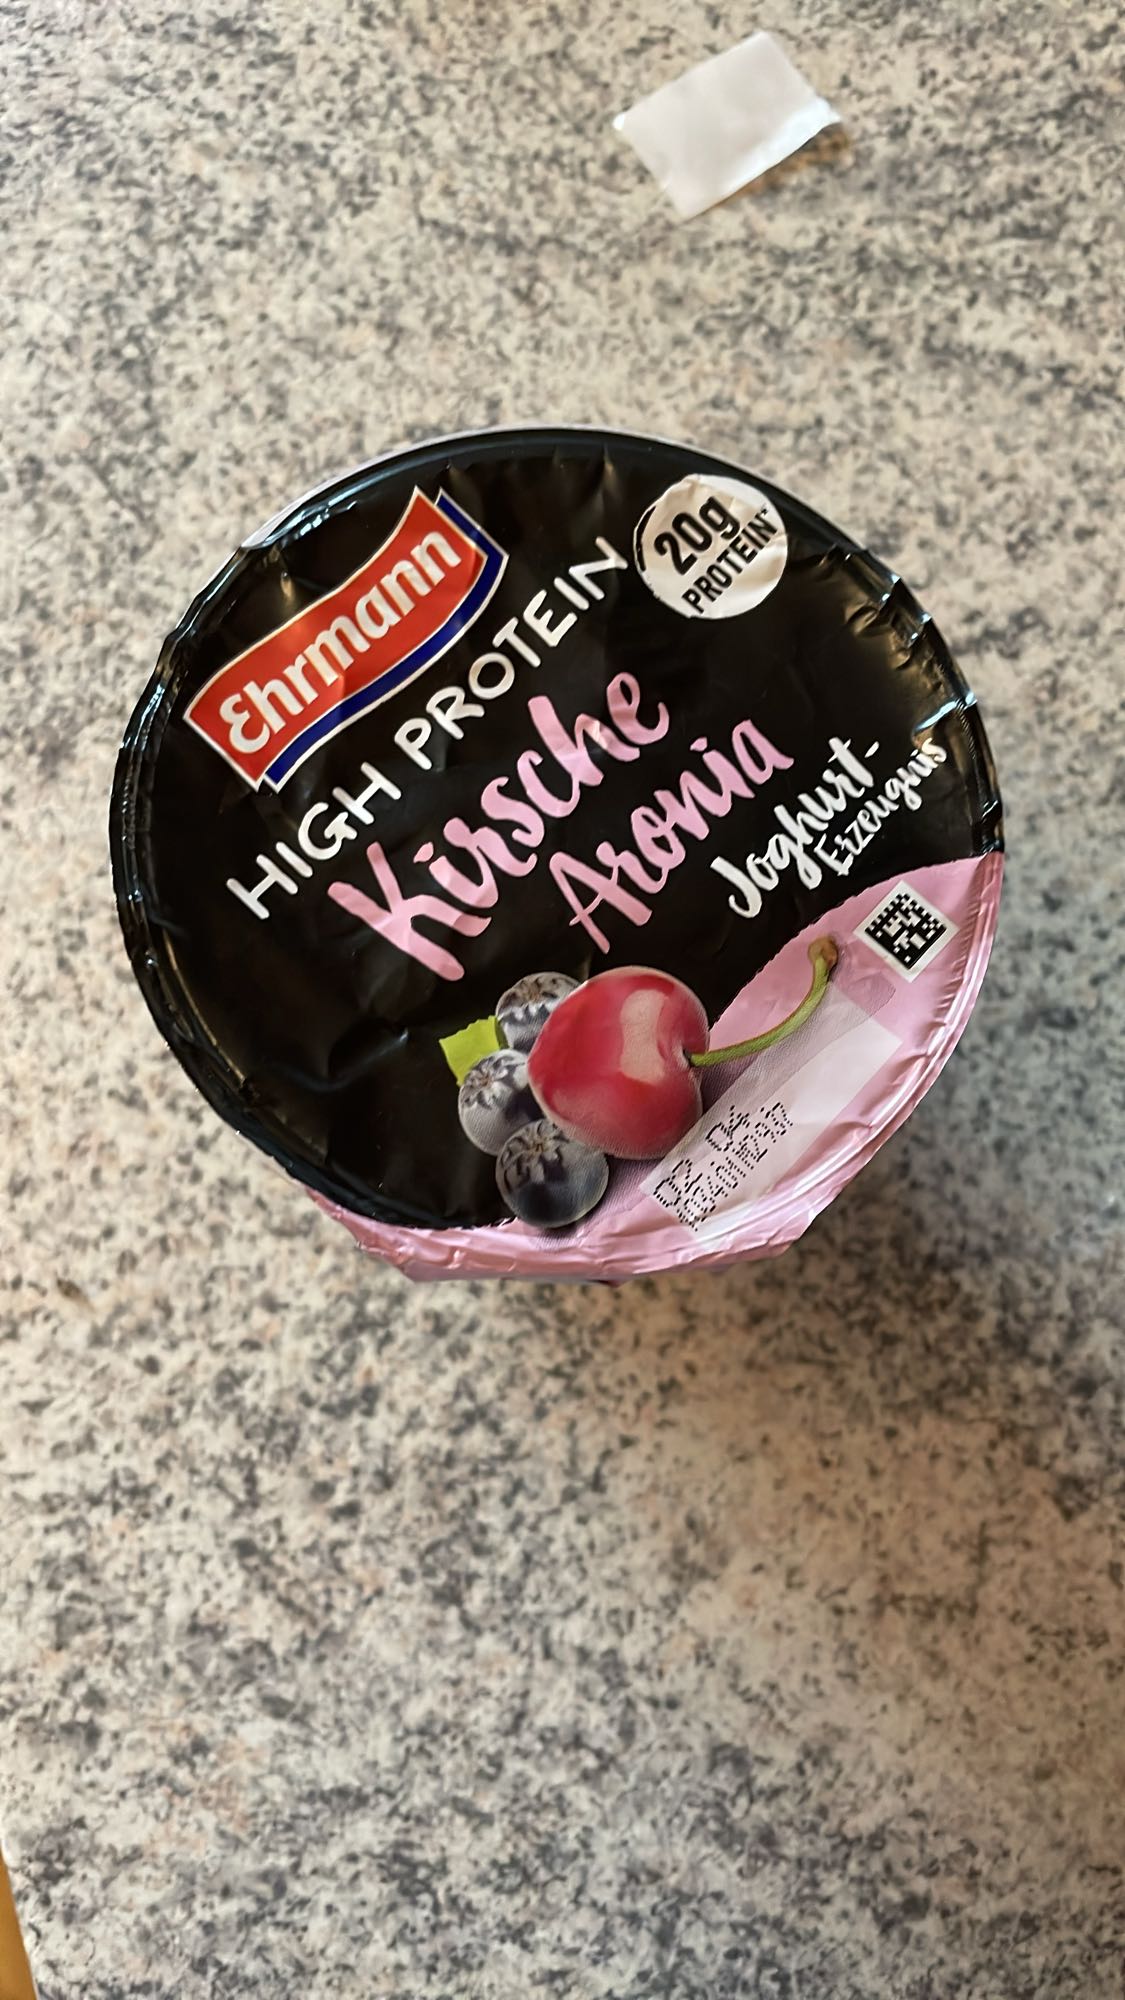 Ehrmann
HIGH PROTEIN
20g
PROTEIN*
Kirsche
Aronia
Joghurt-
Erzeugnis